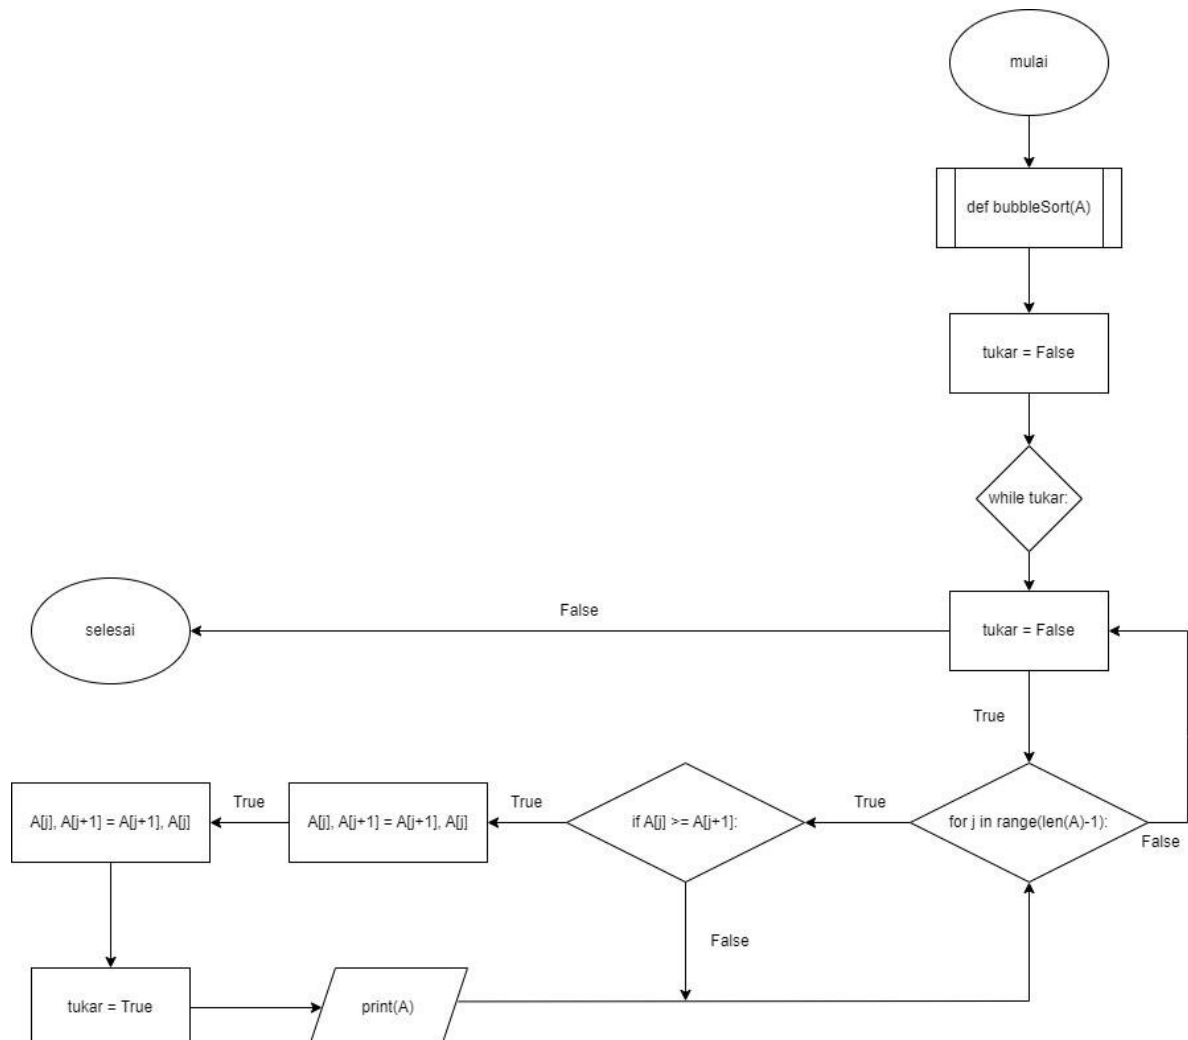 mulai
def bubbleSort(A)
tukar = False
while tukar:
selesai
False
tukar = False
True
A[j], A[j+1] = A[j+1], A[j]
True
A[j], A[j+1] = A[j+1], A[j]
True
if A[j] >= A[j+1]:
True
for j in range(len(A)-1):
False
False
tukar = True
print(A)